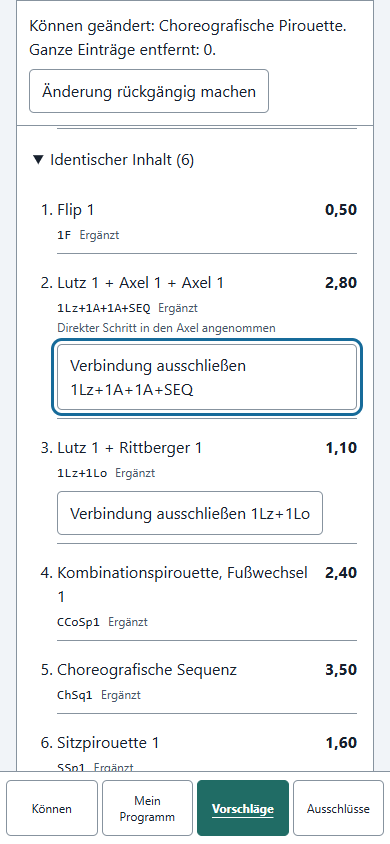 Können geändert: Choreografische Pirouette.
Ganze Einträge entfernt: 0.
Änderung rückgängig machen
▼ Identischer Inhalt (6)
1. Flip 1 0,50
1F Ergänzt
2. Lutz 1 + Axel 1 + Axel 1 2,80
1Lz+1A+1A+SEQ Ergänzt
Direkter Schritt in den Axel angenommen
Verbindung ausschließen
1Lz+1A+1A+SEQ
3. Lutz 1 + Rittberger 1 1,10
1Lz+1Lo Ergänzt
Verbindung ausschließen 1Lz+1Lo
4. Kombinationspirouette, Fußwechsel 2,40
1
CCoSp1 Ergänzt
5. Choreografische Sequenz 3,50
ChSq1 Ergänzt
6. Sitzpirouette 1 1,60
SSp1 Ergänzt
Können
Mein
Programm
Vorschläge
Ausschlüsse